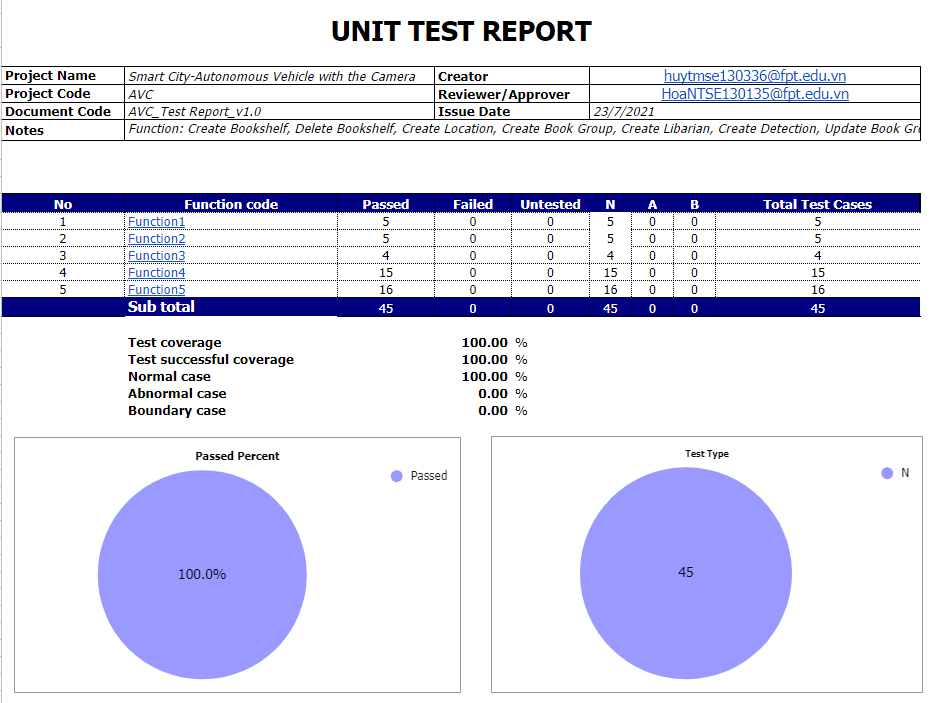 UNIT TEST REPORT
Project Name Smart City-Autonomous Vehicle with the Camera Creator huytmse130336@fpt.edu.vn
Project Code AVC Reviewer/Approver HoaNTSE130135@fpt.edu.vn
Document Code AVC_Test Report_v1.0 Issue Date 23/7/2021
Notes Function: Create Bookshelf, Delete Bookshelf, Create Location, Create Book Group, Create Libarian, Create Detection, Update Book
No Function code Passed Failed Untested N A B Total Test Cases
1 Function1 5 0 0 5 0 0 5
2 Function2 5 0 0 5 0 0 5
3 Function3 4 0 0 4 0 0 4
4 Function4 15 0 0 15 0 0 15
5 Function5 16 0 0 16 0 0 16
Sub total 45 0 0 45 0 0 45
Test coverage 100.00 %
Test successful coverage 100.00 %
Normal case 100.00 %
Abnormal case 0.00 %
Boundary case 0.00 %
Passed Percent
Passed
100.0%
Test Type
N
45